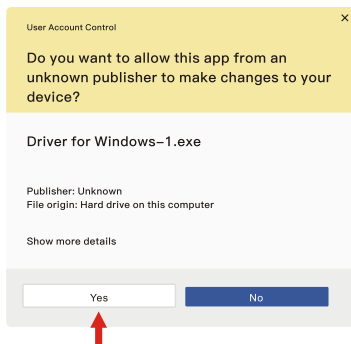 User Account Control
Do you want to allow this app from an
unknown publisher to make changes to your
device?
Driver for Windows-1.exe
Publisher: Unknown
File origin: Hard drive on this computer
Show more details
Yes
No